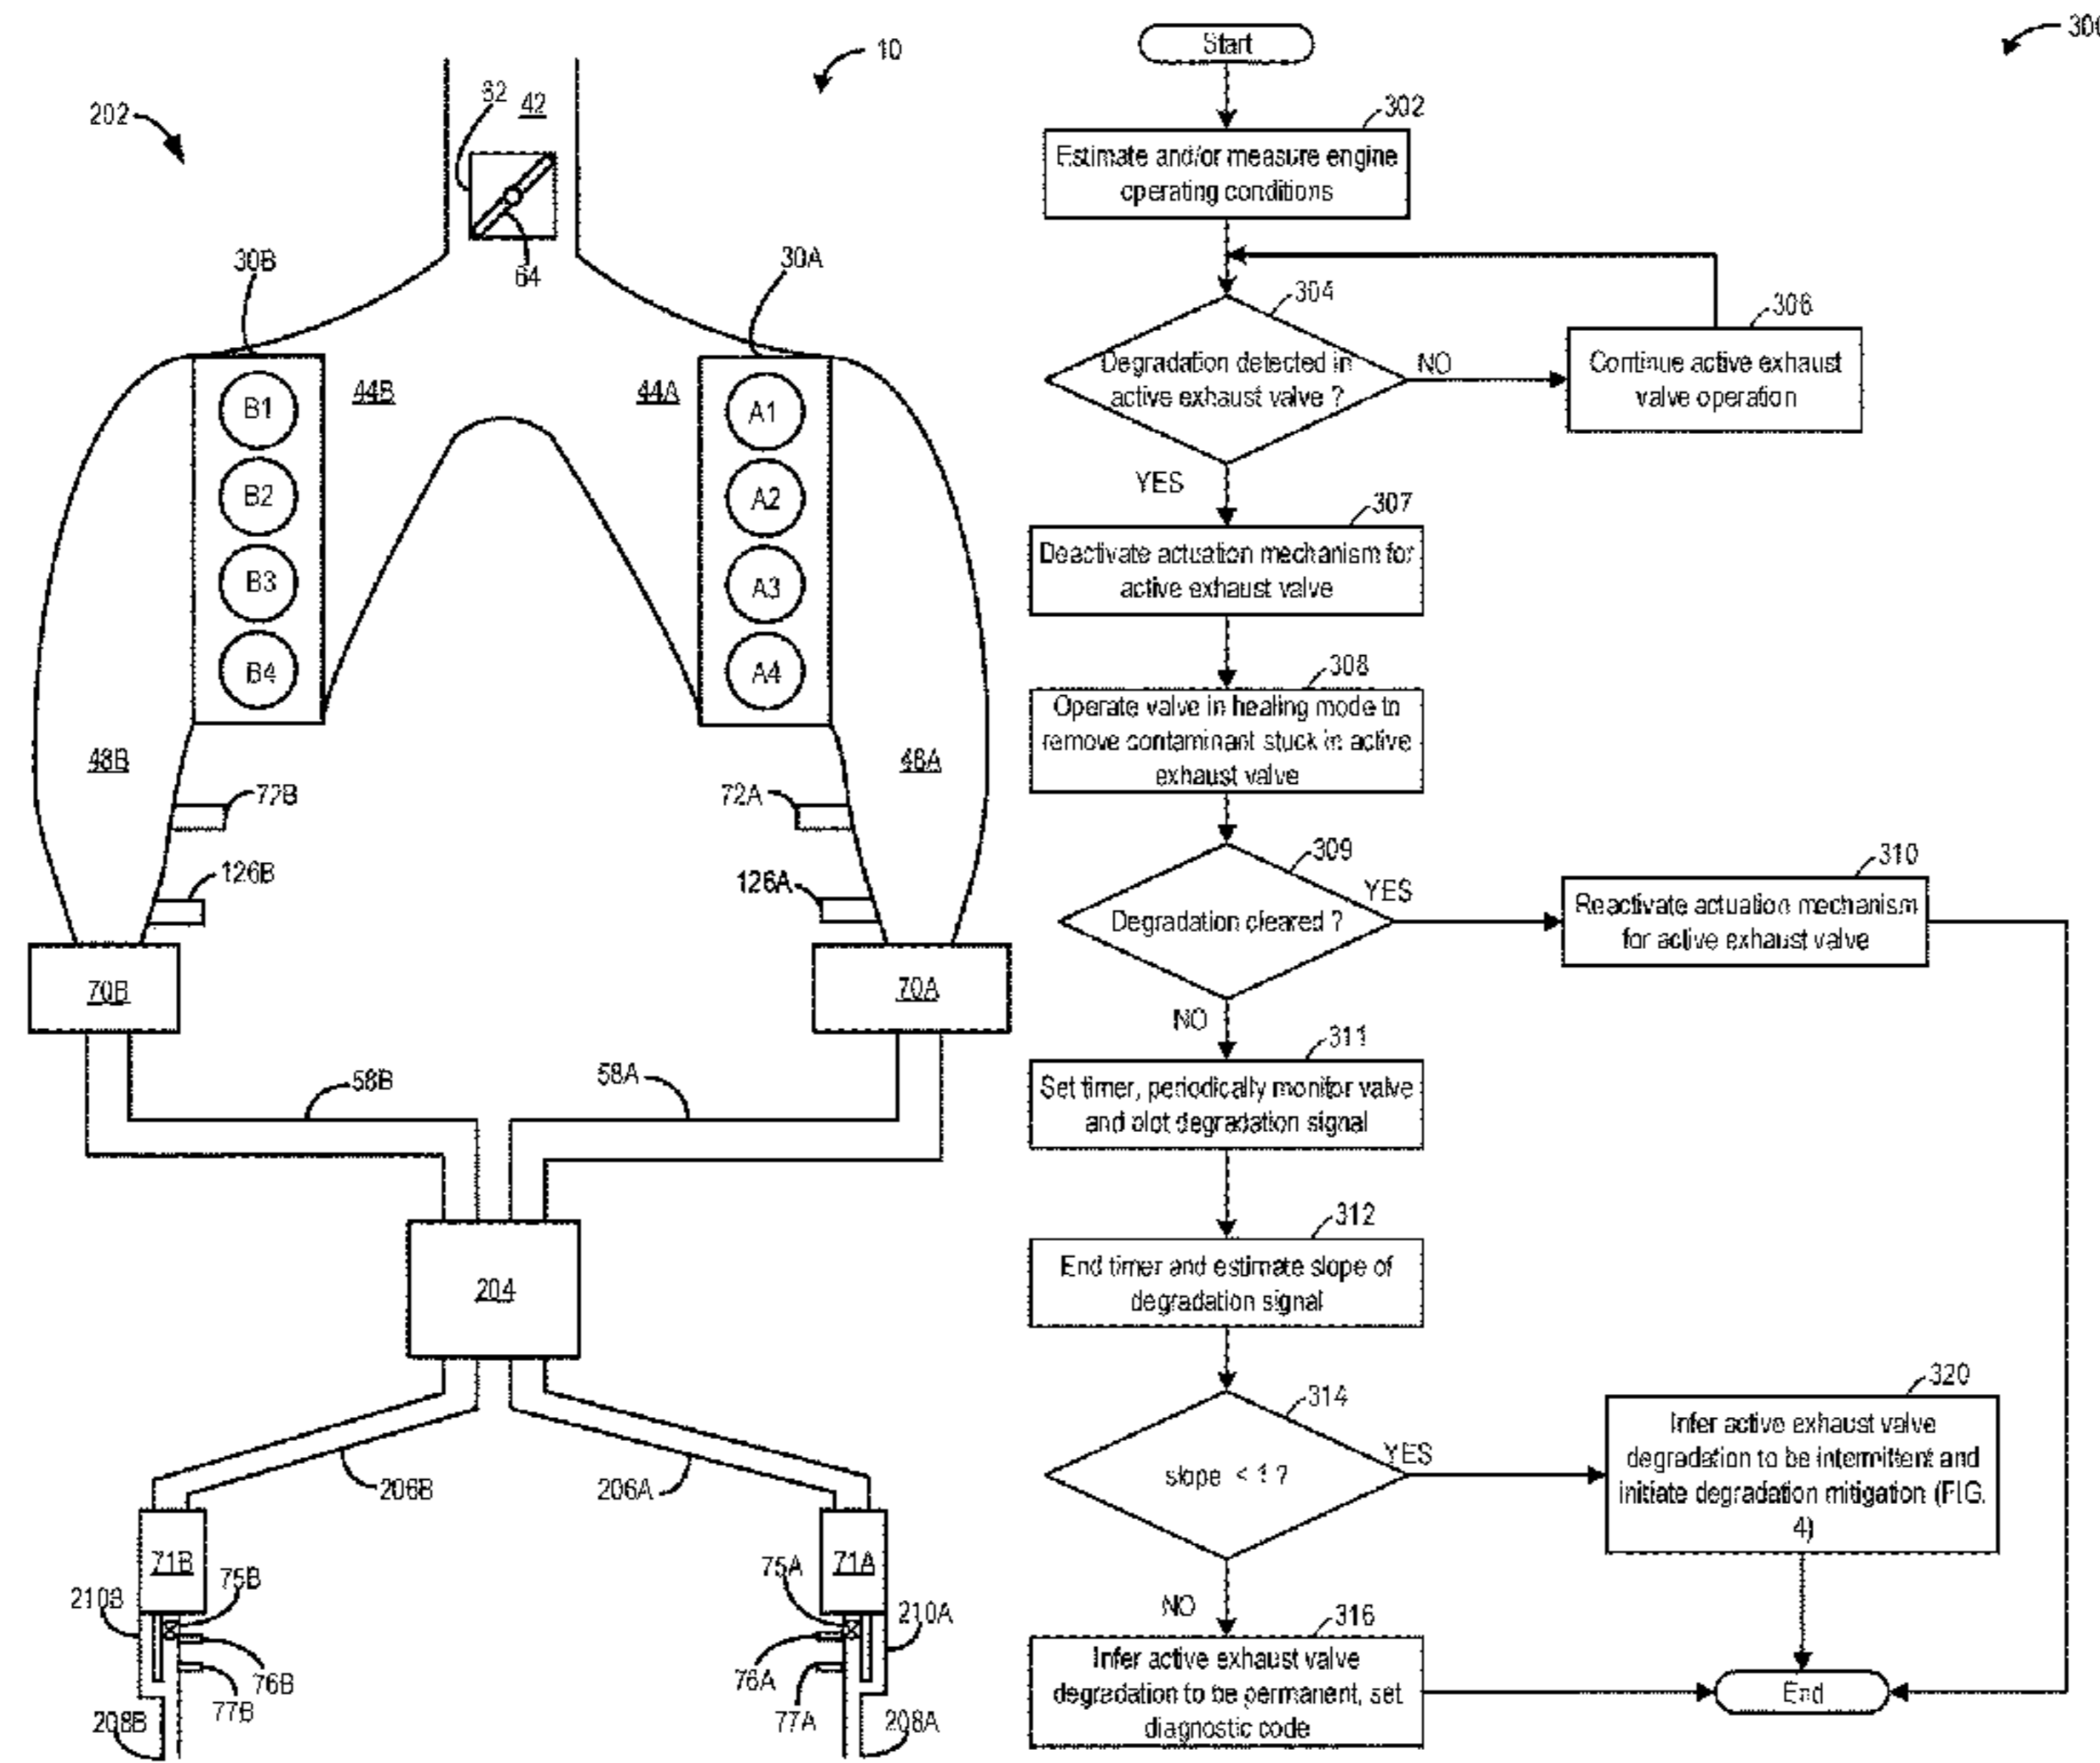 10
202
62
42
64
30B
30A
44B
44A
B1
B2
B3
B4
A1
A2
A3
A4
48B
48A
72B
72A
126B
126A
70B
70A
58B
58A
204
206B
206A
71B
71A
75B
75A
210B
210A
76B
76A
77B
77A
208B
208A
300
Start
302
Estimate and/or measure engine
operating conditions
304
Degradation detected in
active exhaust valve ?
NO
306
Continue active exhaust
valve operation
YES
307
Deactivate actuation mechanism for
active exhaust valve
308
Operate valve in healing mode to
remove contaminant stuck in active
exhaust valve
309
Degradation cleared ?
YES
310
Reactivate actuation mechanism
for active exhaust valve
NO
311
Set timer, periodically monitor valve
and plot degradation signal
312
End timer and estimate slope of
degradation signal
314
slope < 1 ?
YES
320
Infer active exhaust valve
degradation to be intermittent and
initiate degradation mitigation (FIG.
4)
NO
316
Infer active exhaust valve
degradation to be permanent, set
diagnostic code
End